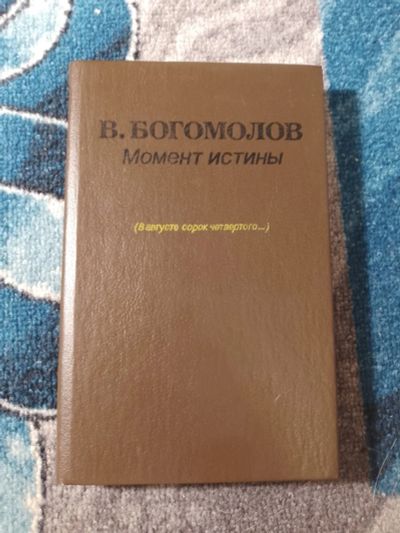 В. БОГОМОЛОВ
Момент истины
(В августе сорок четвертого...)